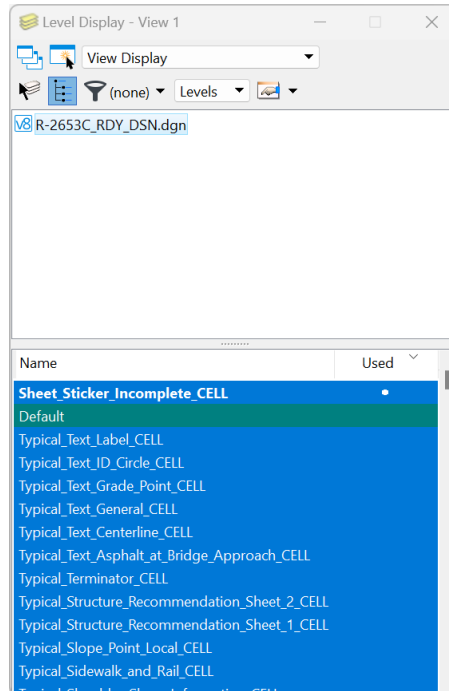 Level Display - View 1
View Display
(none)
Levels
V8 R-2653C_RDY_DSN.dgn
Name Used
Sheet_Sticker_Incomplete_CELL
Default
Typical_Text_Label_CELL
Typical_Text_ID_Circle_CELL
Typical_Text_Grade_Point_CELL
Typical_Text_General_CELL
Typical_Text_Centerline_CELL
Typical_Text_Asphalt_at_Bridge_Approach_CELL
Typical_Terminator_CELL
Typical_Structure_Recommendation_Sheet_2_CELL
Typical_Structure_Recommendation_Sheet_1_CELL
Typical_Slope_Point_Local_CELL
Typical_Sidewalk_and_Rail_CELL